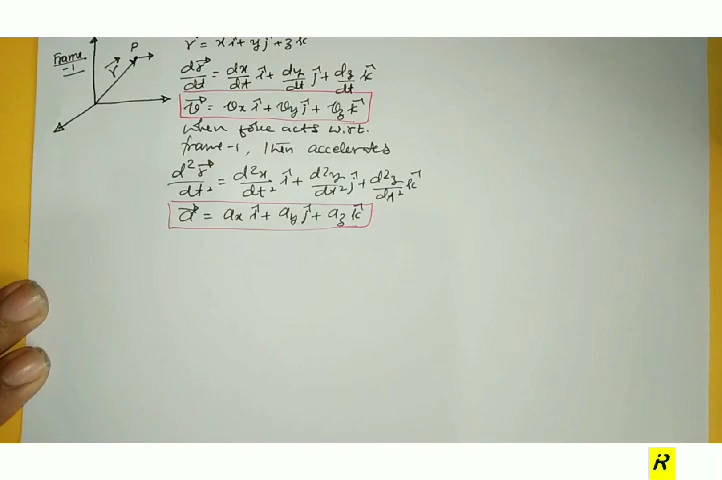 Frame-1
P
r⃗
r⃗ = x i⃗ + y j⃗ + z k⃗
dr⃗/dt = dx/dt i⃗ + dy/dt j⃗ + dz/dt k⃗
v⃗ = vx i⃗ + vy j⃗ + vz k⃗
when force acts w.r.t.
frame-1, then accelerates
d²r⃗/dt² = d²x/dt² i⃗ + d²y/dt² j⃗ + d²z/dt² k⃗
a⃗ = ax i⃗ + ay j⃗ + az k⃗
R